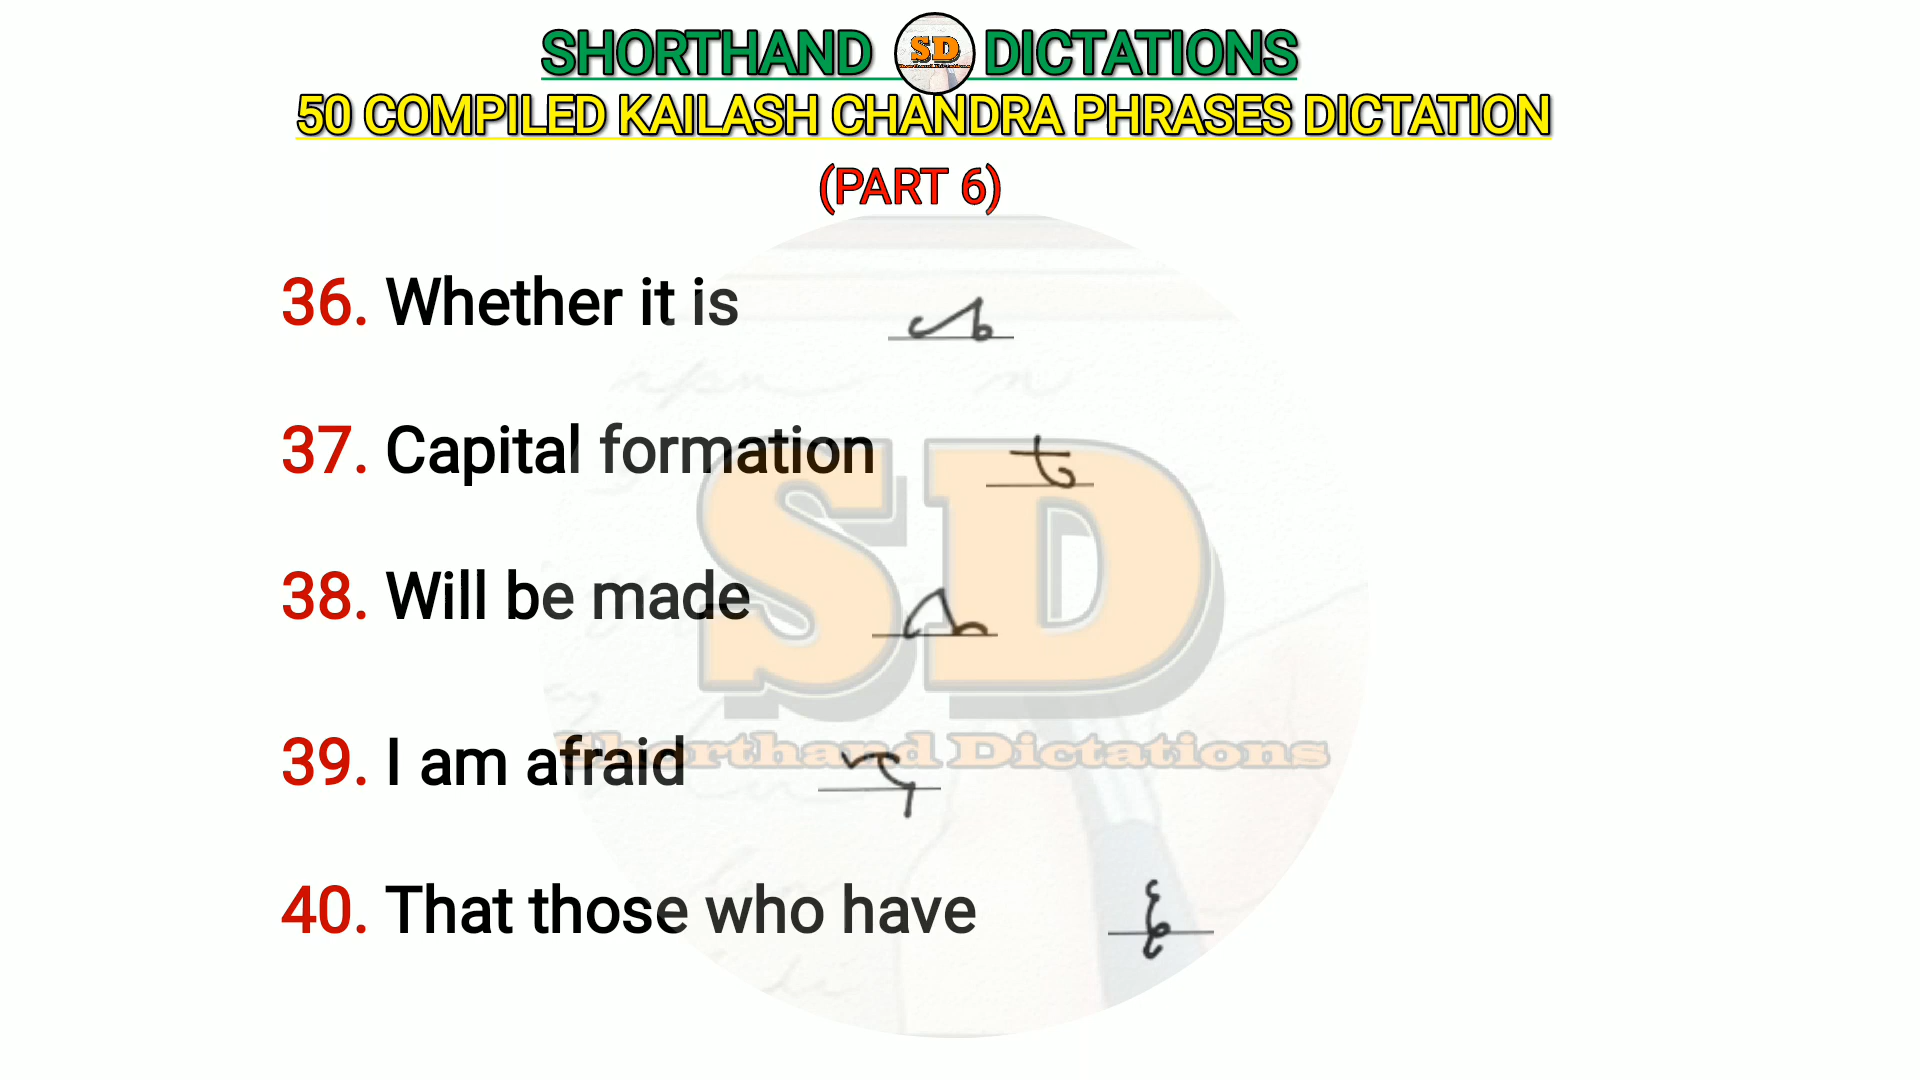 SHORTHAND SD DICTATIONS
50 COMPILED KAILASH CHANDRA PHRASES DICTATION
(PART 6)
36. Whether it is
37. Capital formation
SD
38. Will be made
39. I am afraid
Shorthand Dictations
40. That those who have